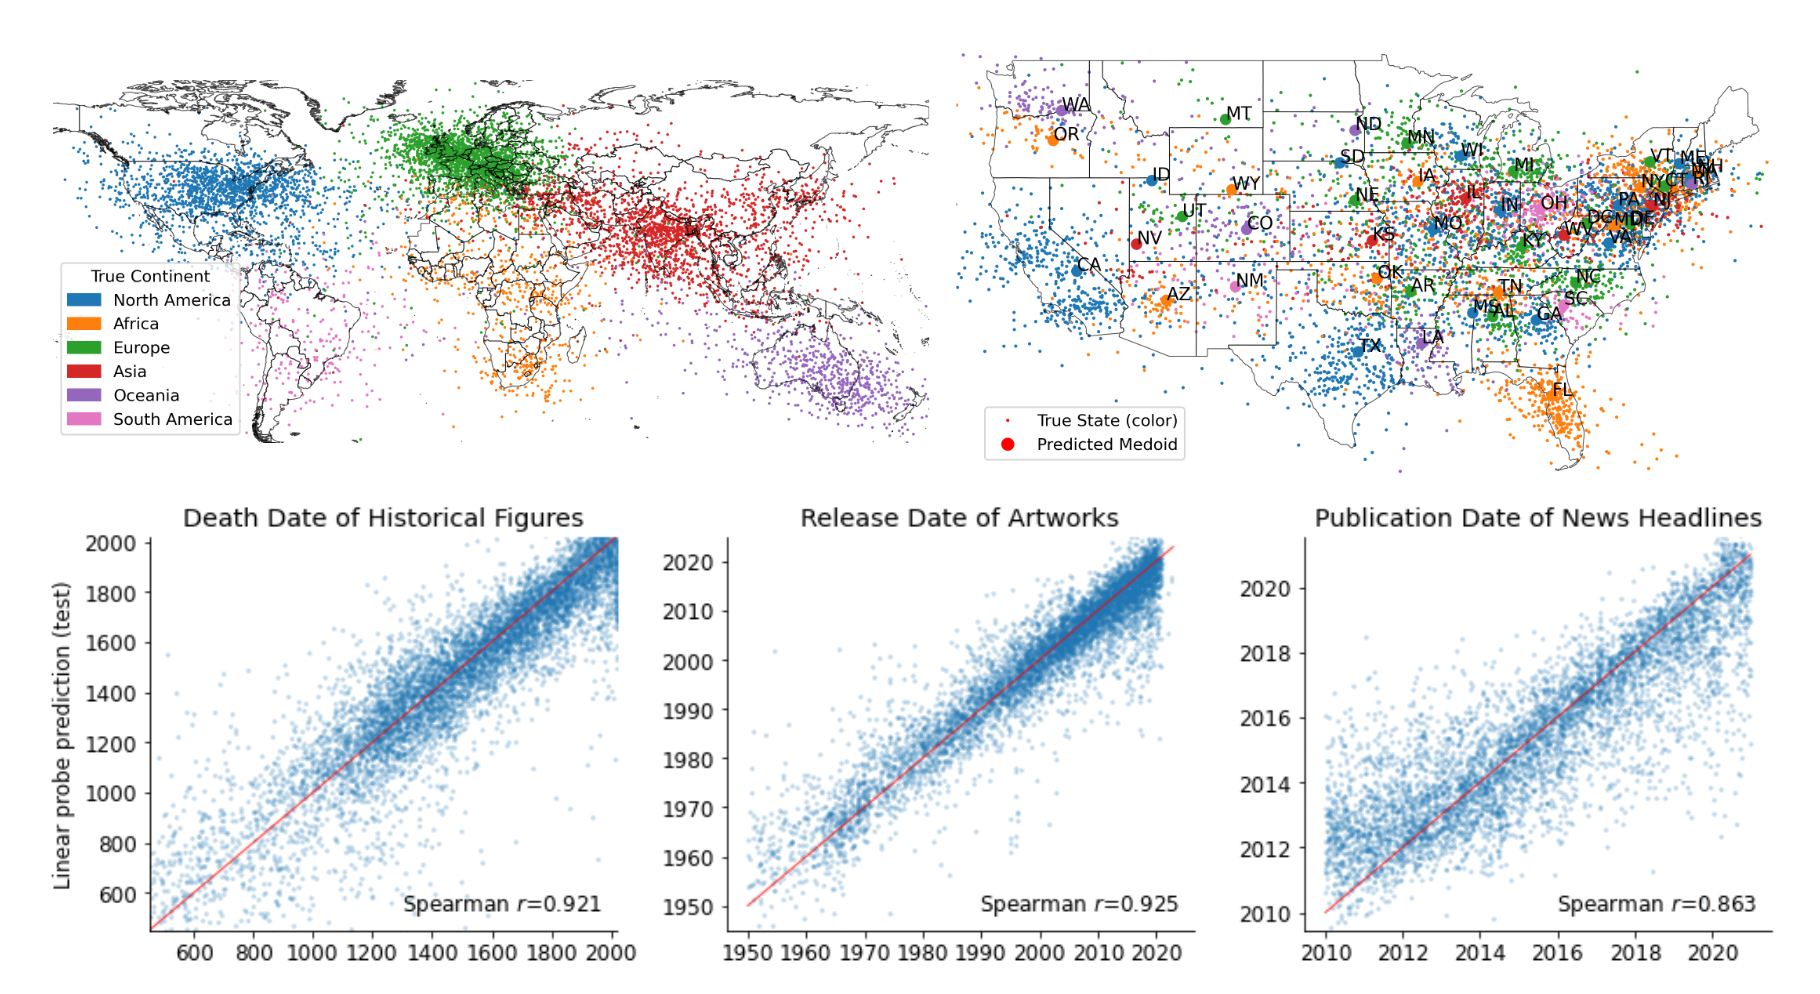 True Continent
North America
Africa
Europe
Asia
Oceania
South America
WA
OR
MT
ID
WY
ND
SD
NE
MN
WI
MI
IA
IL
IN
OH
VT
ME
NH
NY
CT
RI
PA
NJ
DC
MD
DE
WV
VA
KY
MO
KS
CO
UT
NV
CA
AZ
NM
OK
AR
TN
NC
SC
MS
AL
GA
LA
TX
FL
True State (color)
Predicted Medoid
Death Date of Historical Figures
Linear probe prediction (test)
2000
1800
1600
1400
1200
1000
800
600
Spearman r=0.921
600 800 1000 1200 1400 1600 1800 2000
Release Date of Artworks
2020
2010
2000
1990
1980
1970
1960
1950
Spearman r=0.925
1950 1960 1970 1980 1990 2000 2010 2020
Publication Date of News Headlines
2020
2018
2016
2014
2012
2010
Spearman r=0.863
2010 2012 2014 2016 2018 2020